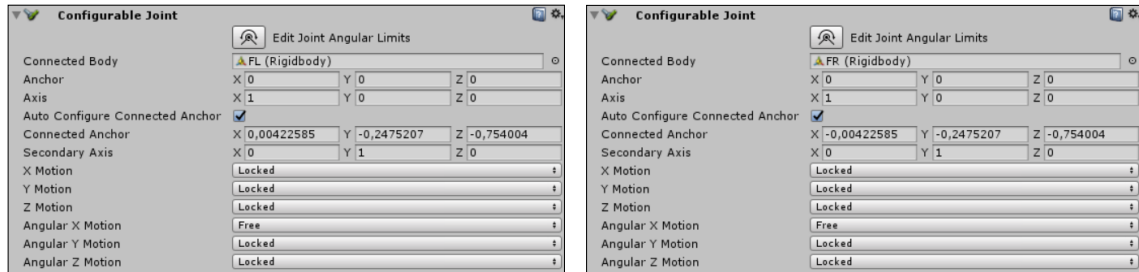 Configurable Joint
Edit Joint Angular Limits
Connected Body FL (Rigidbody)
Anchor X 0 Y 0 Z 0
Axis X 1 Y 0 Z 0
Auto Configure Connected Anchor
Connected Anchor X 0,00422585 Y -0,2475207 Z -0,754004
Secondary Axis X 0 Y 1 Z 0
X Motion Locked
Y Motion Locked
Z Motion Locked
Angular X Motion Free
Angular Y Motion Locked
Angular Z Motion Locked
Configurable Joint
Edit Joint Angular Limits
Connected Body FR (Rigidbody)
Anchor X 0 Y 0 Z 0
Axis X 1 Y 0 Z 0
Auto Configure Connected Anchor
Connected Anchor X -0,00422585 Y -0,2475207 Z -0,754004
Secondary Axis X 0 Y 1 Z 0
X Motion Locked
Y Motion Locked
Z Motion Locked
Angular X Motion Free
Angular Y Motion Locked
Angular Z Motion Locked